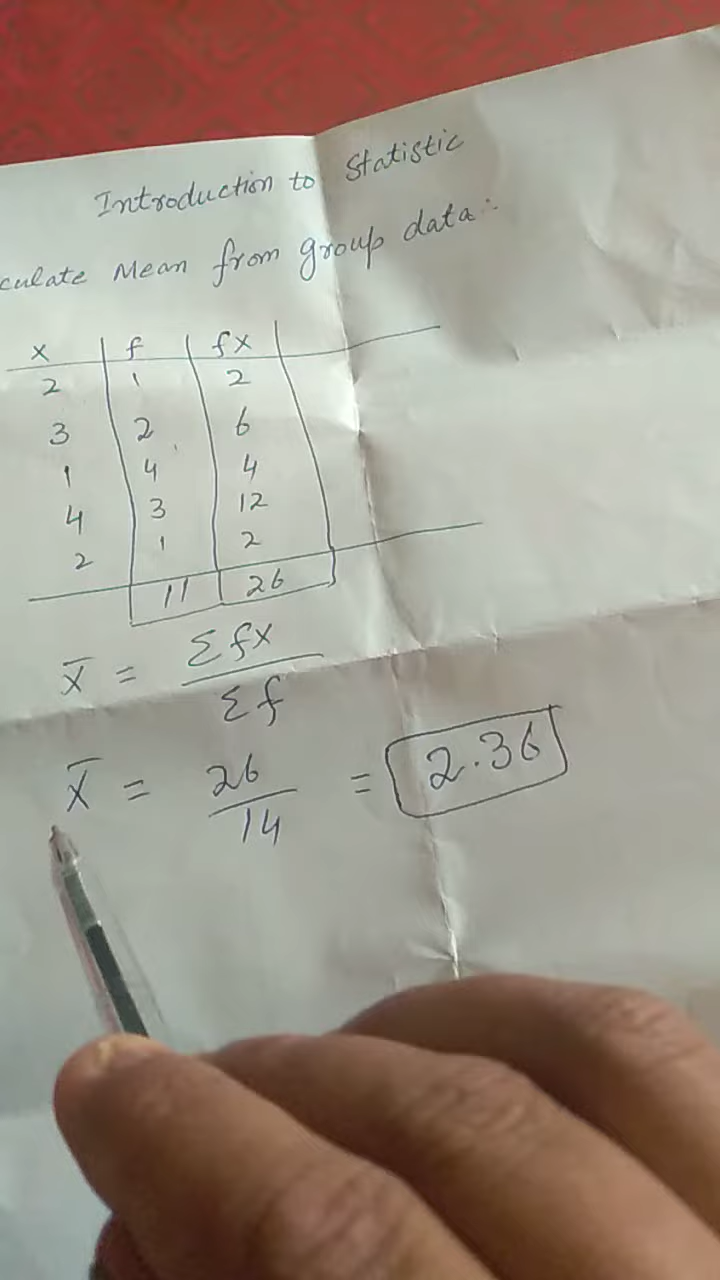 Introduction to Statistic
culate Mean from group data:
x f fx
2 1 2
3 2 6
1 4 4
4 3 12
2 1 2
11 26
x̄ = Σfx / Σf
x̄ = 26 / 14 = 2.36